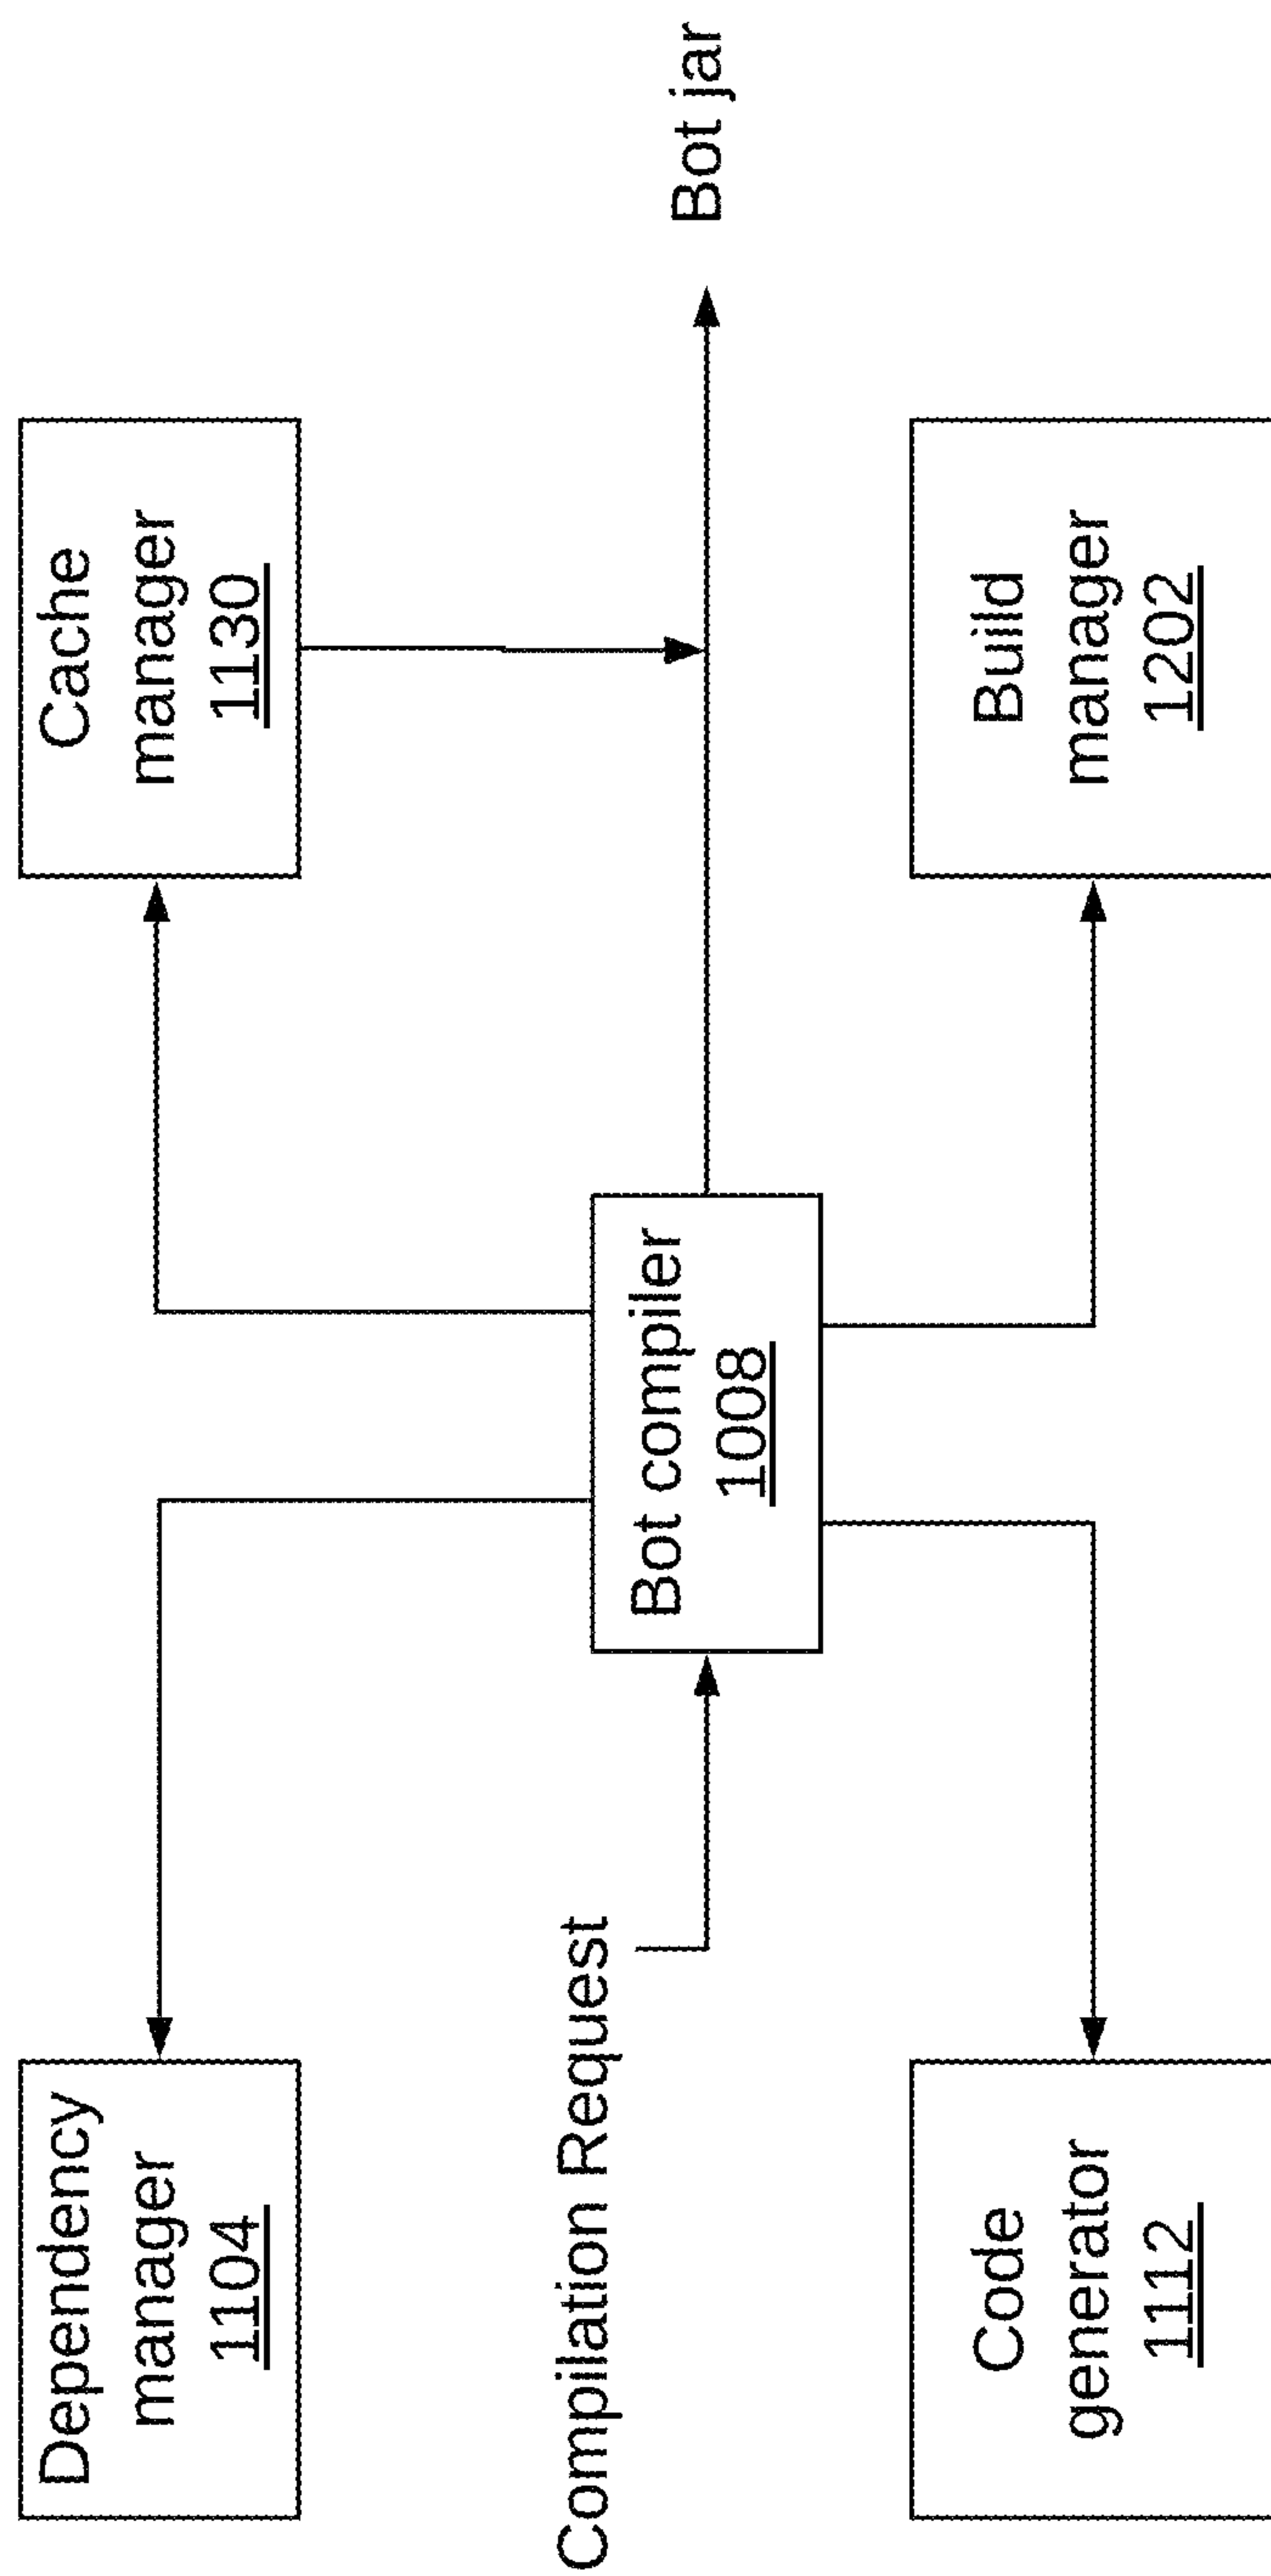 Dependency
manager
1104
Cache
manager
1130
Compilation Request
Bot compiler
1008
Bot jar
Code
generator
1112
Build
manager
1202